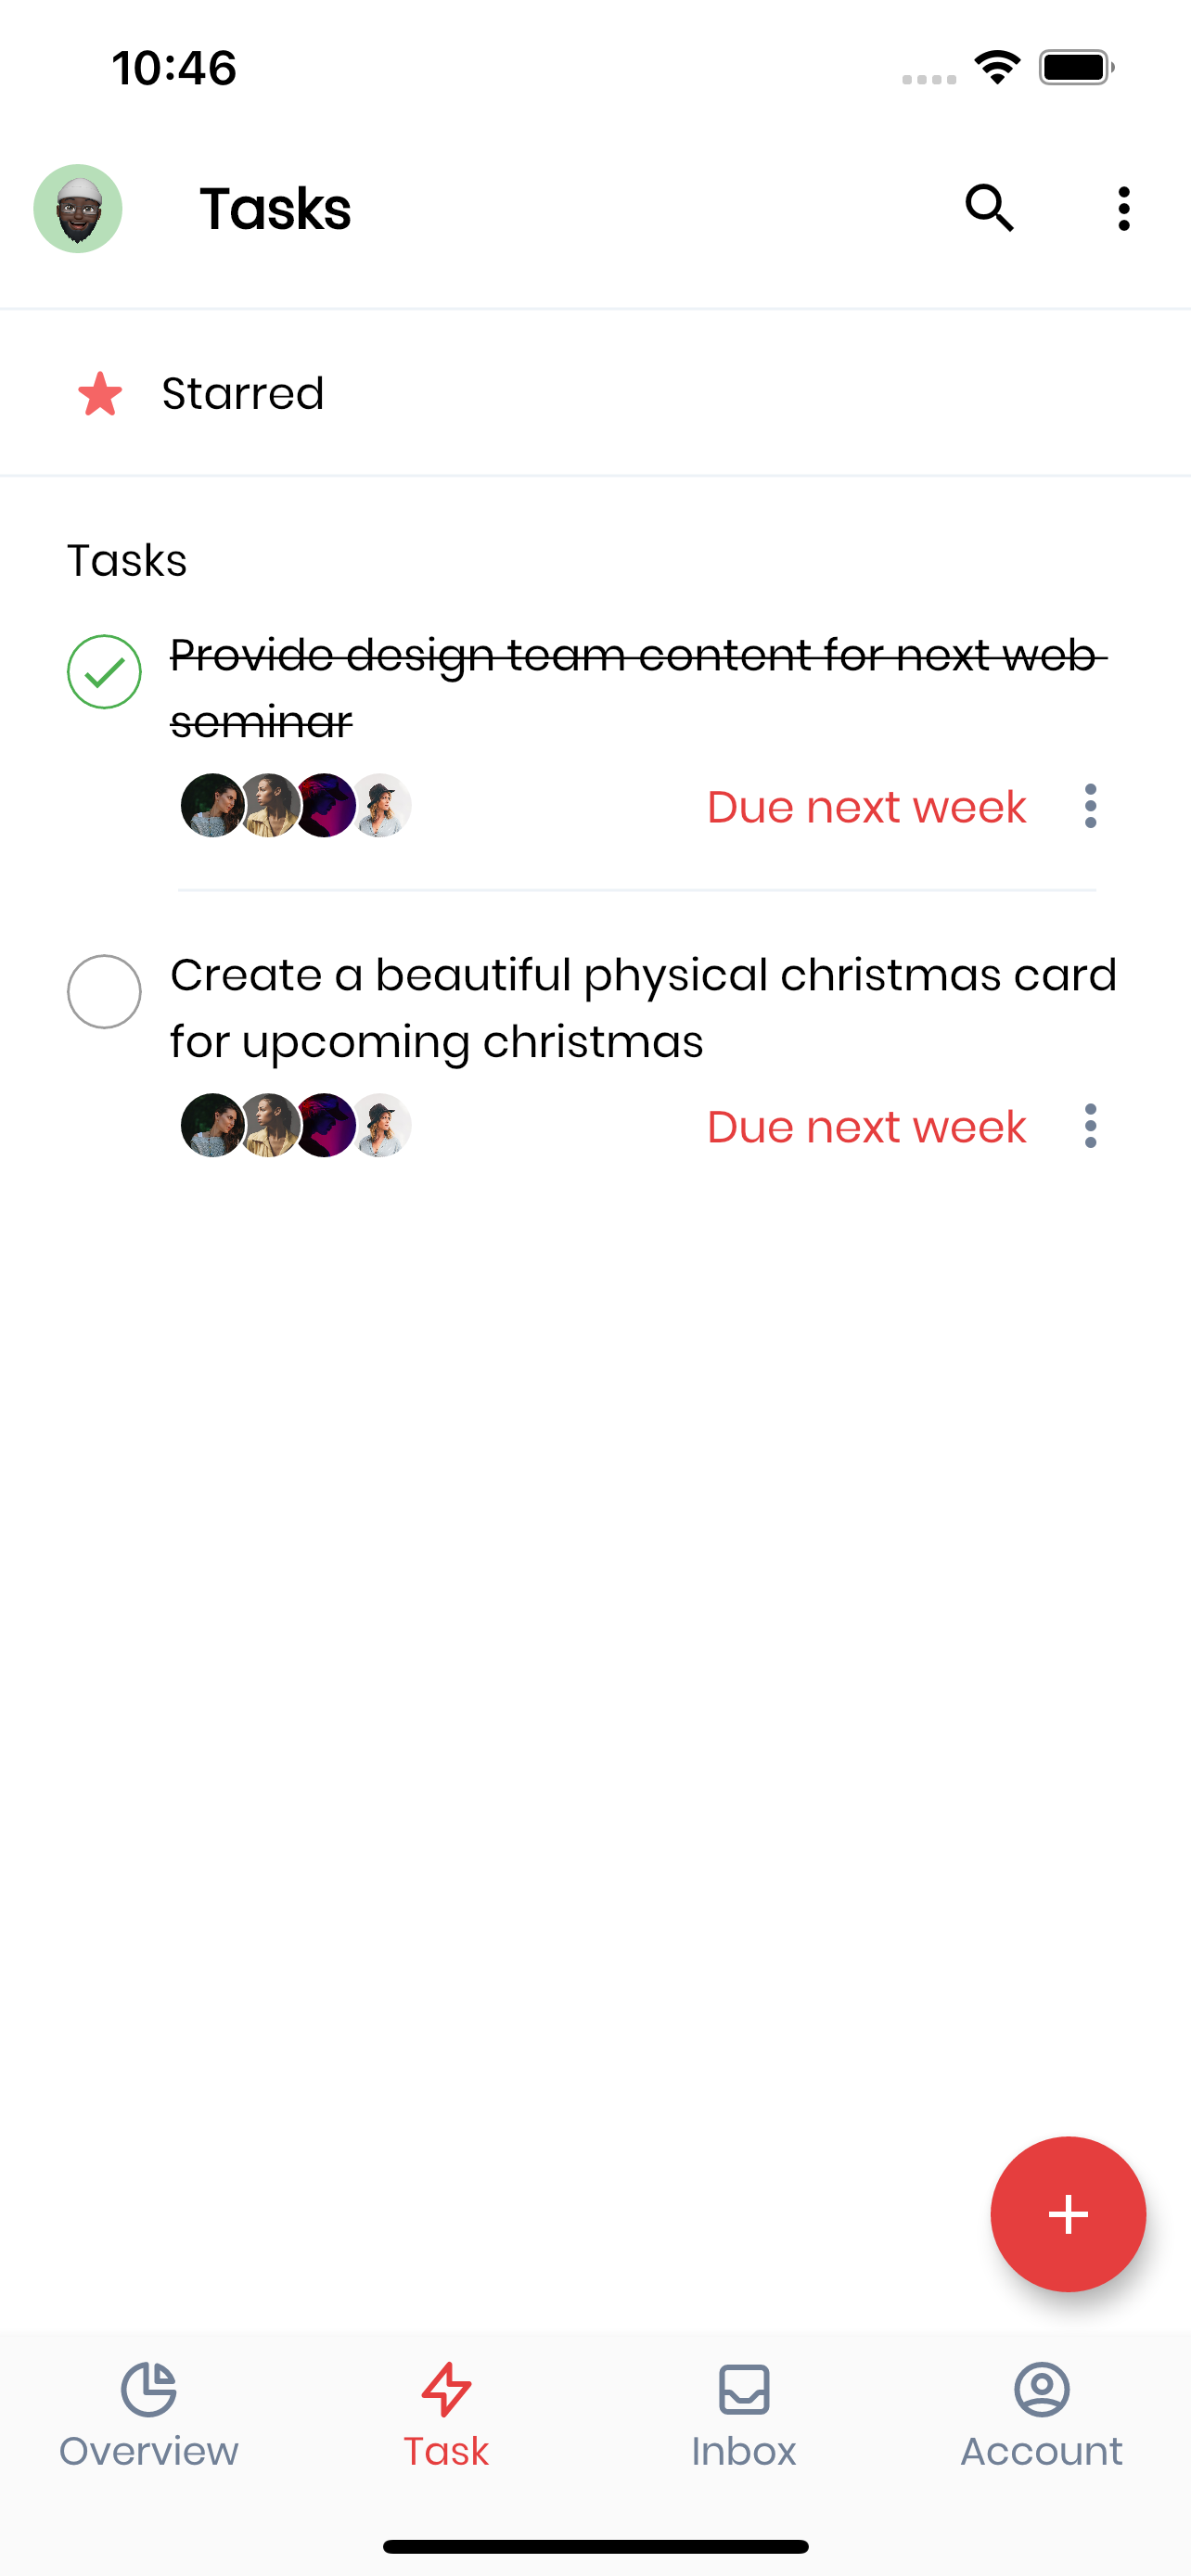 10:46
Tasks
Starred
Tasks
Provide design team content for next web
seminar
Due next week
Create a beautiful physical christmas card
for upcoming christmas
Due next week
Overview
Task
Inbox
Account